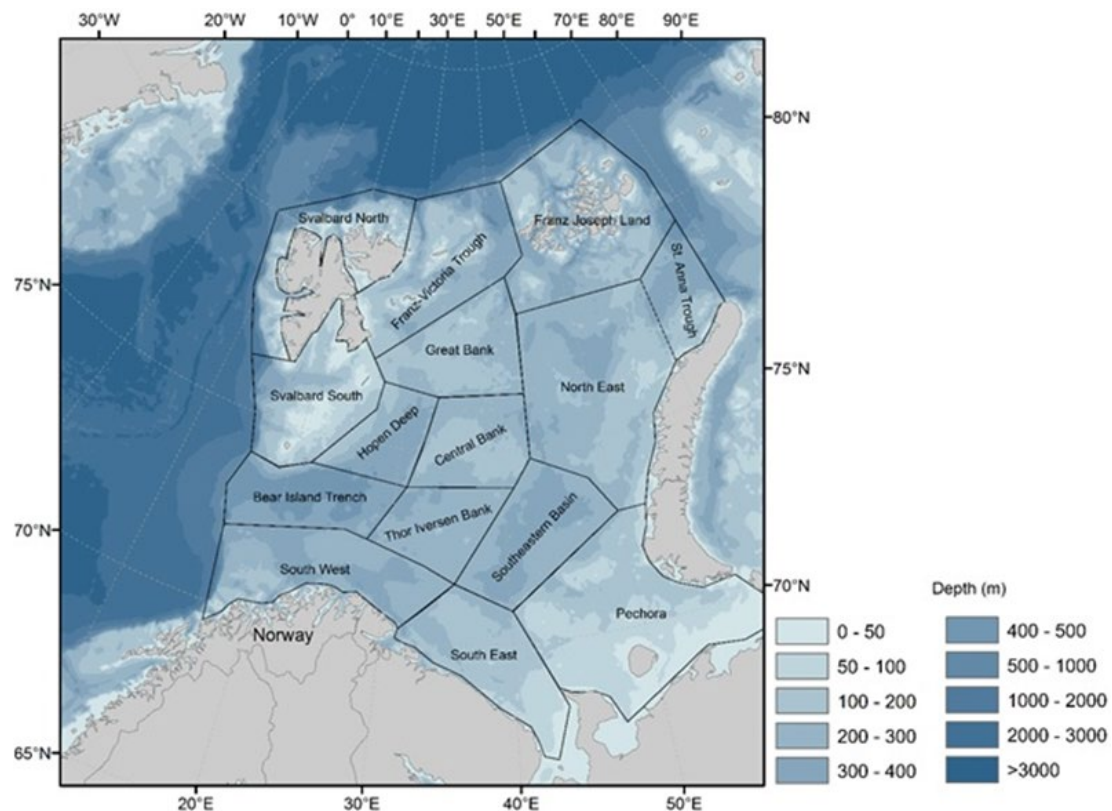 30°W 20°W 10°W 0° 10°E 20°E 30°E 40°E 50°E 60°E 70°E 80°E 90°E
80°N
75°N
75°N
70°N
70°N
65°N
Svalbard North
Franz Joseph Land
Franz-Victoria Trough
St. Anna Trough
Great Bank
North East
Svalbard South
Hopen Deep
Central Bank
Bear Island Trench
Thor Iversen Bank
Southeastern Basin
South West
Pechora
Norway
South East
20°E 30°E 40°E 50°E
Depth (m)
0 - 50
50 - 100
100 - 200
200 - 300
300 - 400
400 - 500
500 - 1000
1000 - 2000
2000 - 3000
>3000